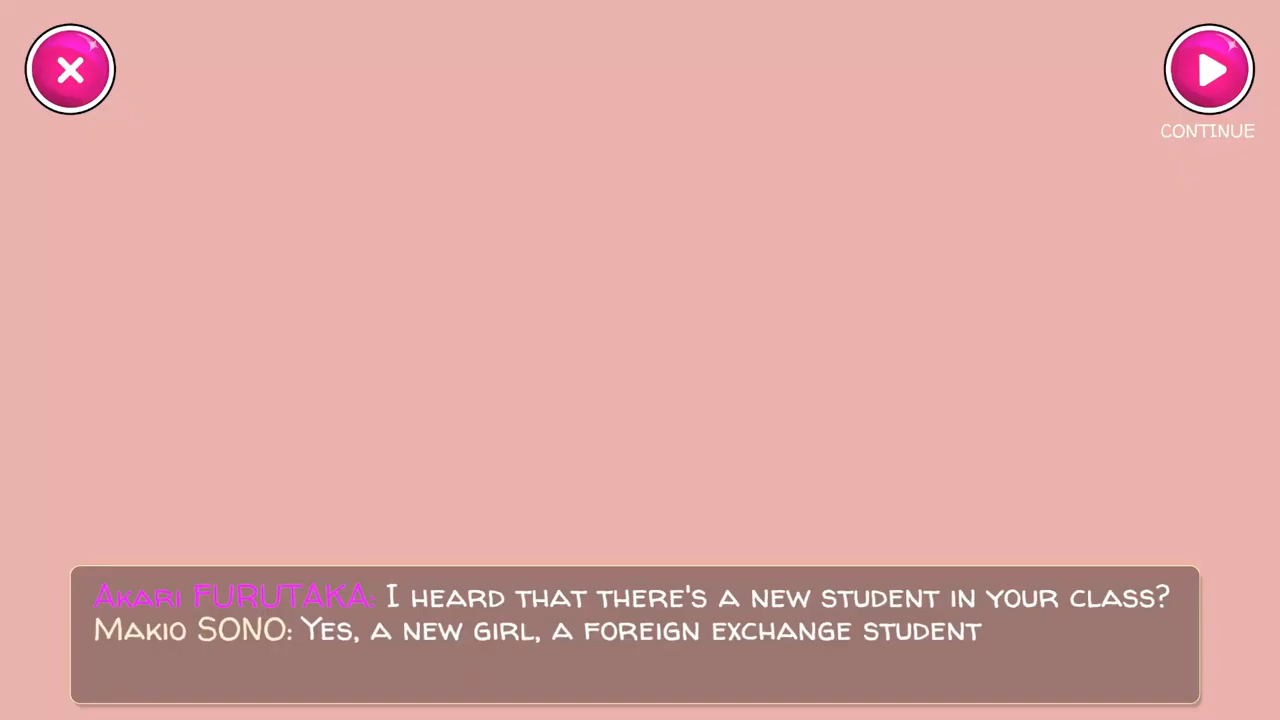 CONTINUE
Akari FURUTAKA: I heard that there's a new student in your class?
Makio SONO: Yes, a new girl, a foreign exchange student